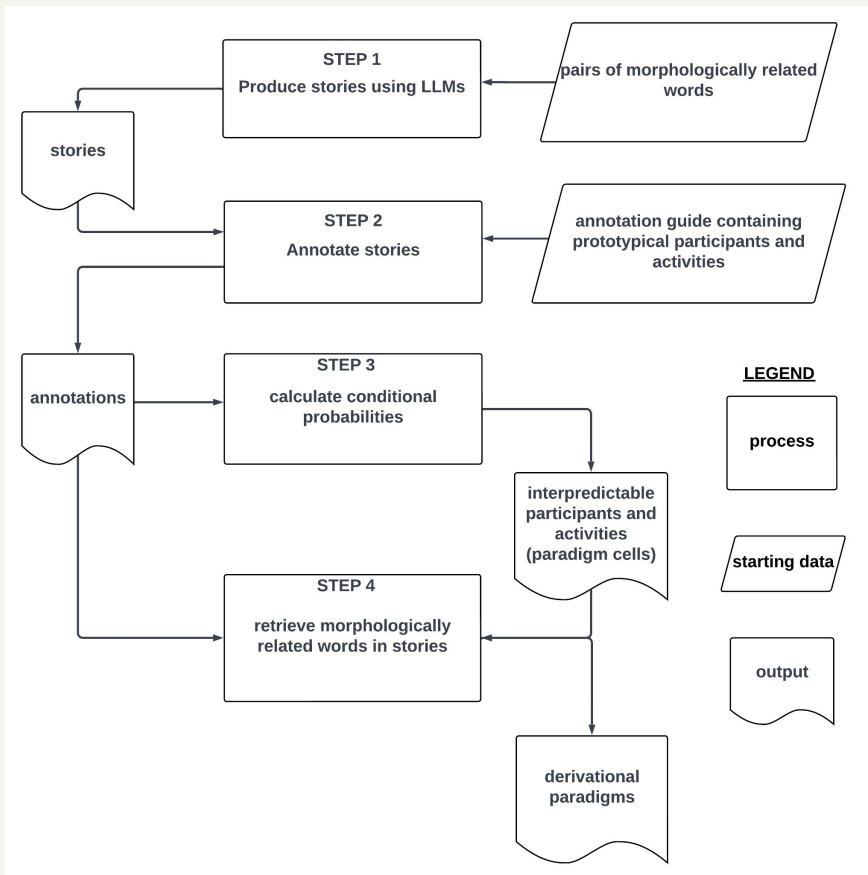 STEP 1
Produce stories using LLMs
pairs of morphologically related
words
stories
STEP 2
Annotate stories
annotation guide containing
prototypical participants and
activities
annotations
STEP 3
calculate conditional
probabilities
interpredictable
participants and
activities
(paradigm cells)
STEP 4
retrieve morphologically
related words in stories
derivational
paradigms
LEGEND
process
starting data
output